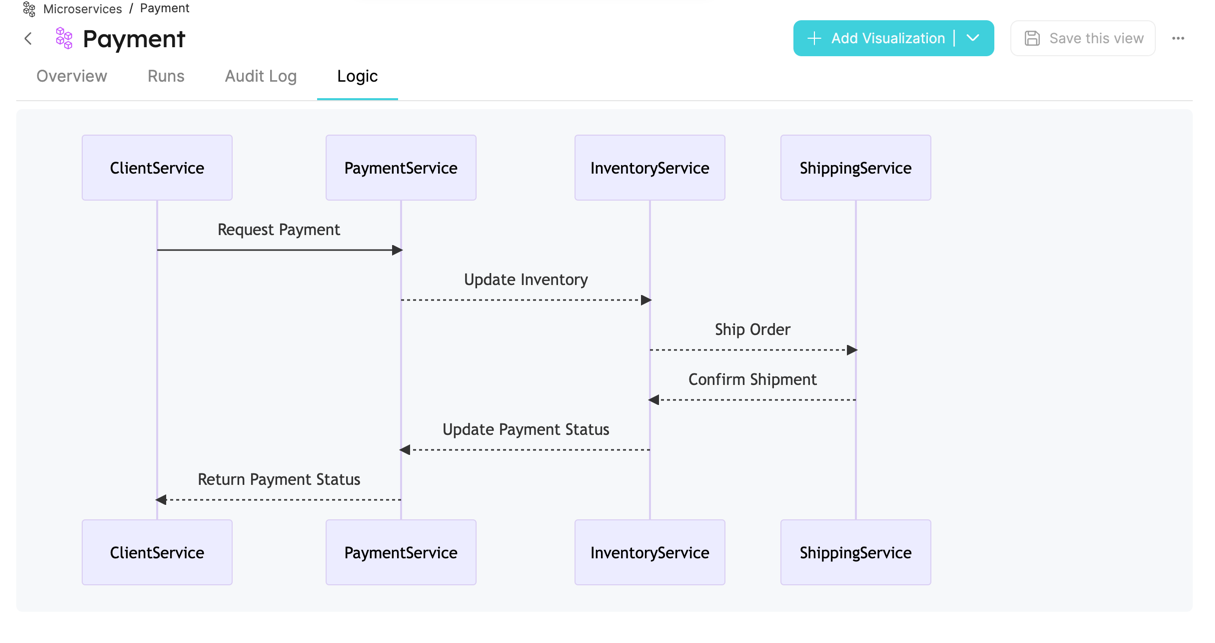 Microservices / Payment
Payment
Add Visualization
Save this view
Overview Runs Audit Log Logic
ClientService PaymentService InventoryService ShippingService
Request Payment
Update Inventory
Ship Order
Confirm Shipment
Update Payment Status
Return Payment Status
ClientService PaymentService InventoryService ShippingService